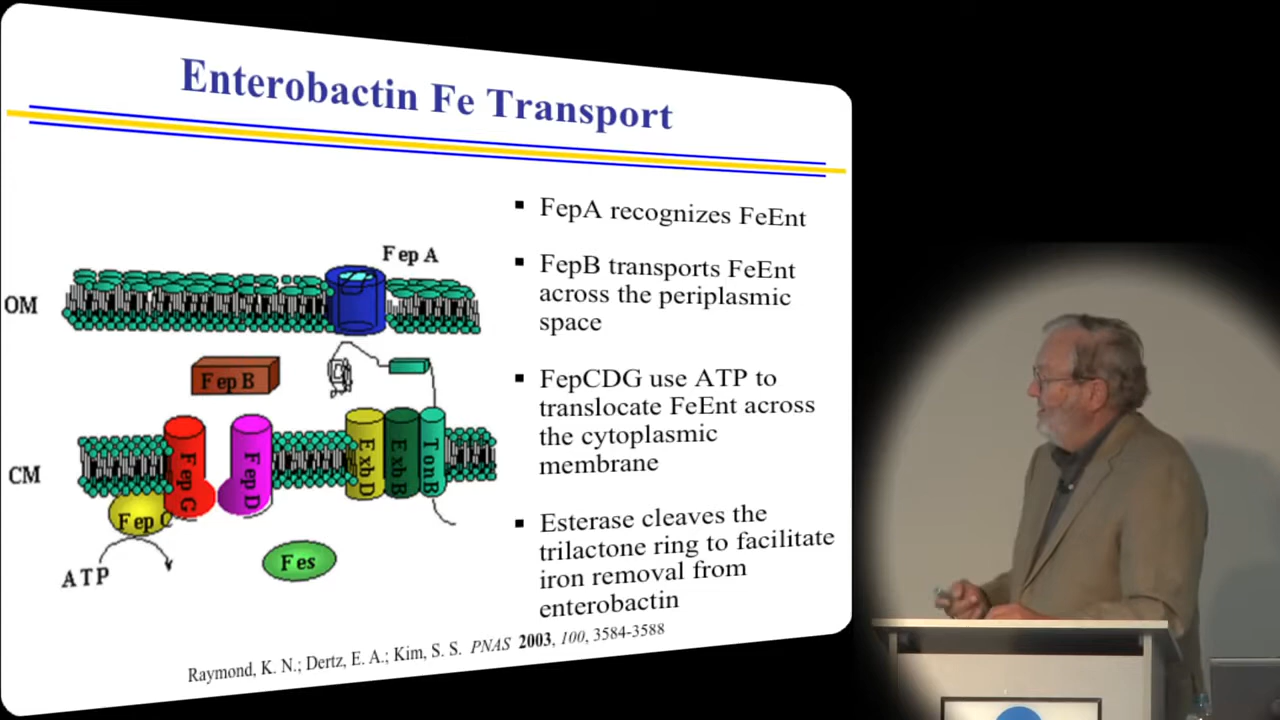 Enterobactin Fe Transport
▪ FepA recognizes FeEnt
▪ FepB transports FeEnt
across the periplasmic
space
▪ FepCDG use ATP to
translocate FeEnt across
the cytoplasmic
membrane
▪ Esterase cleaves the
trilactone ring to facilitate
iron removal from
enterobactin
Fep A
OM
Fep B
CM
Fep G
Fep D
Exb D
Exb B
TonB
Fep C
ATP
Fes
Raymond, K. N.; Dertz, E. A.; Kim, S. S. PNAS 2003, 100, 3584-3588